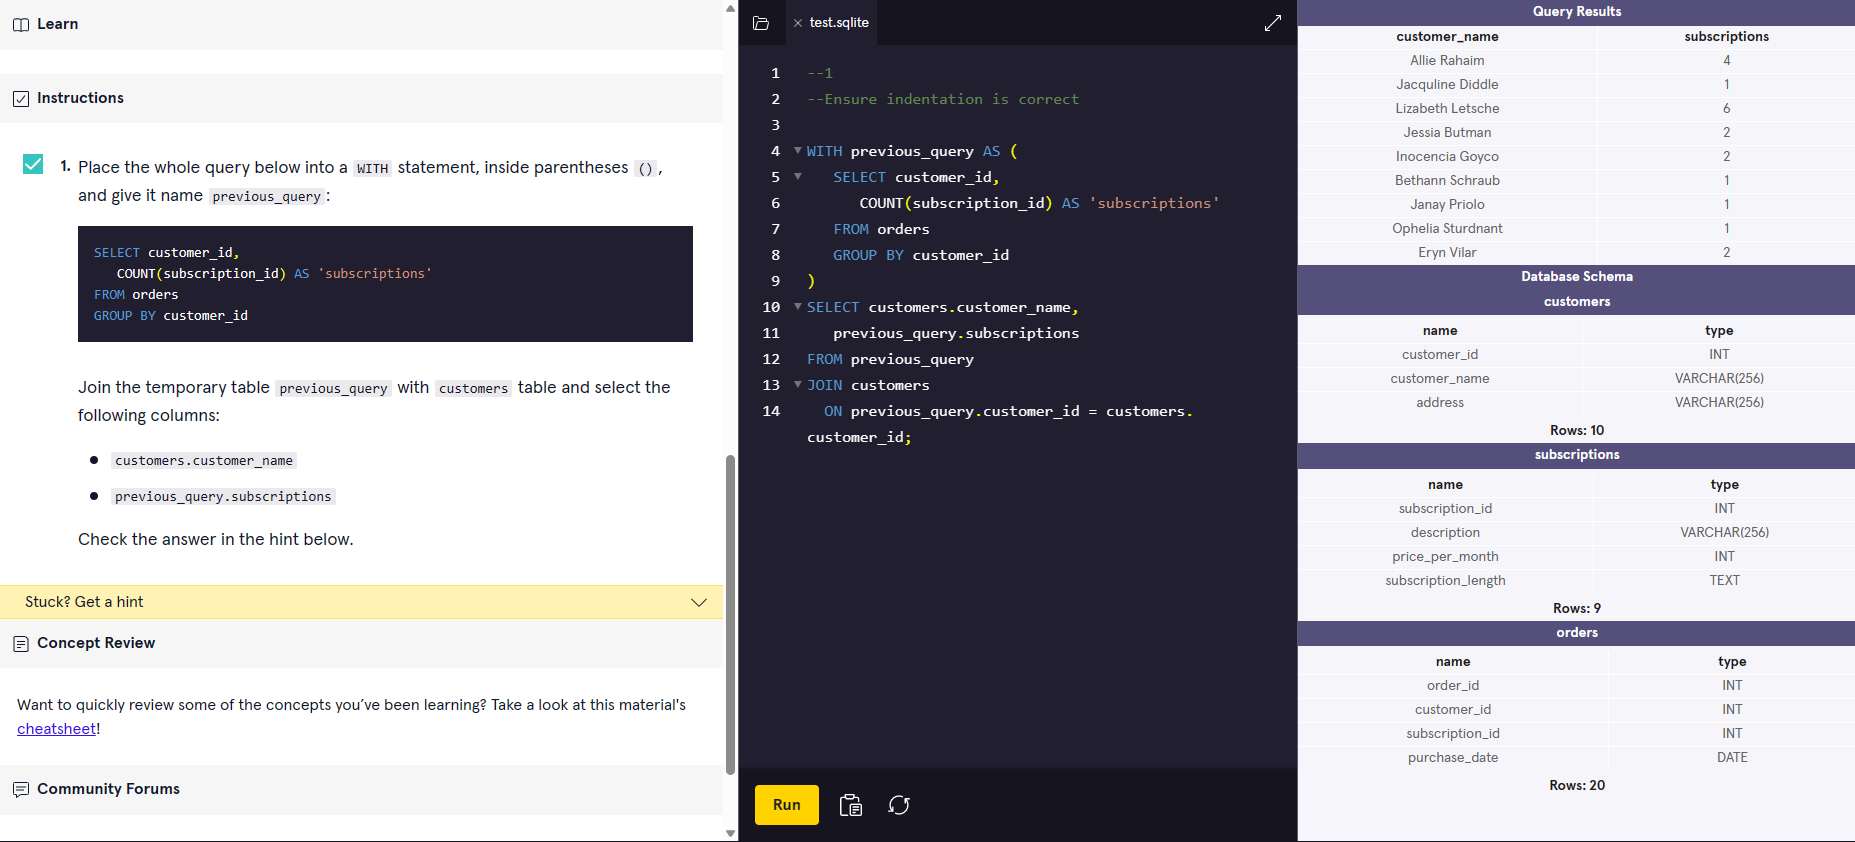 Learn
Instructions
1. Place the whole query below into a WITH statement, inside parentheses (),
and give it name previous_query:
SELECT customer_id,
COUNT(subscription_id) AS 'subscriptions'
FROM orders
GROUP BY customer_id
Join the temporary table previous_query with customers table and select the
following columns:
customers.customer_name
previous_query.subscriptions
Check the answer in the hint below.
Stuck? Get a hint
Concept Review
Want to quickly review some of the concepts you've been learning? Take a look at this material's
cheatsheet!
Community Forums
test.sqlite
1 --1
2 --Ensure indentation is correct
3
4 WITH previous_query AS (
5 SELECT customer_id,
6 COUNT(subscription_id) AS 'subscriptions'
7 FROM orders
8 GROUP BY customer_id
9 )
10 SELECT customers.customer_name,
11 previous_query.subscriptions
12 FROM previous_query
13 JOIN customers
14 ON previous_query.customer_id = customers.
customer_id;
Run
Query Results
customer_name subscriptions
Allie Rahaim 4
Jacquline Diddle 1
Lizabeth Letsche 6
Jessia Butman 2
Inocencia Goyco 2
Bethann Schraub 1
Janay Priolo 1
Ophelia Sturdnant 1
Eryn Vilar 2
Database Schema
customers
name type
customer_id INT
customer_name VARCHAR(256)
address VARCHAR(256)
Rows: 10
subscriptions
name type
subscription_id INT
description VARCHAR(256)
price_per_month INT
subscription_length TEXT
Rows: 9
orders
name type
order_id INT
customer_id INT
subscription_id INT
purchase_date DATE
Rows: 20